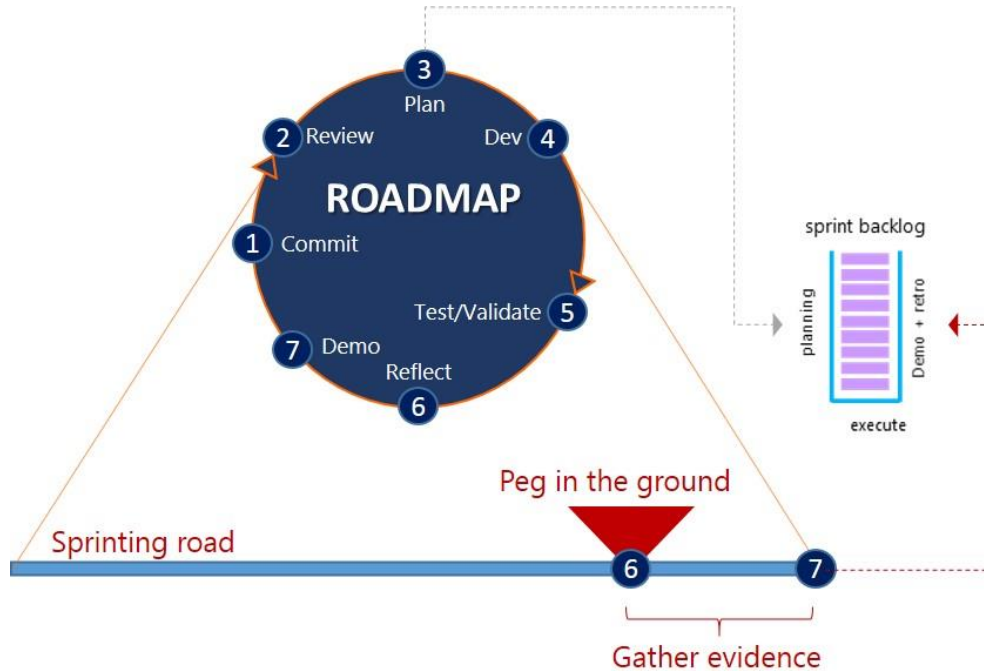 3
Plan
2 Review
Dev 4
ROADMAP
1 Commit
Test/Validate 5
7 Demo
Reflect
6
sprint backlog
planning
Demo + retro
execute
Peg in the ground
Sprinting road
6
7
Gather evidence